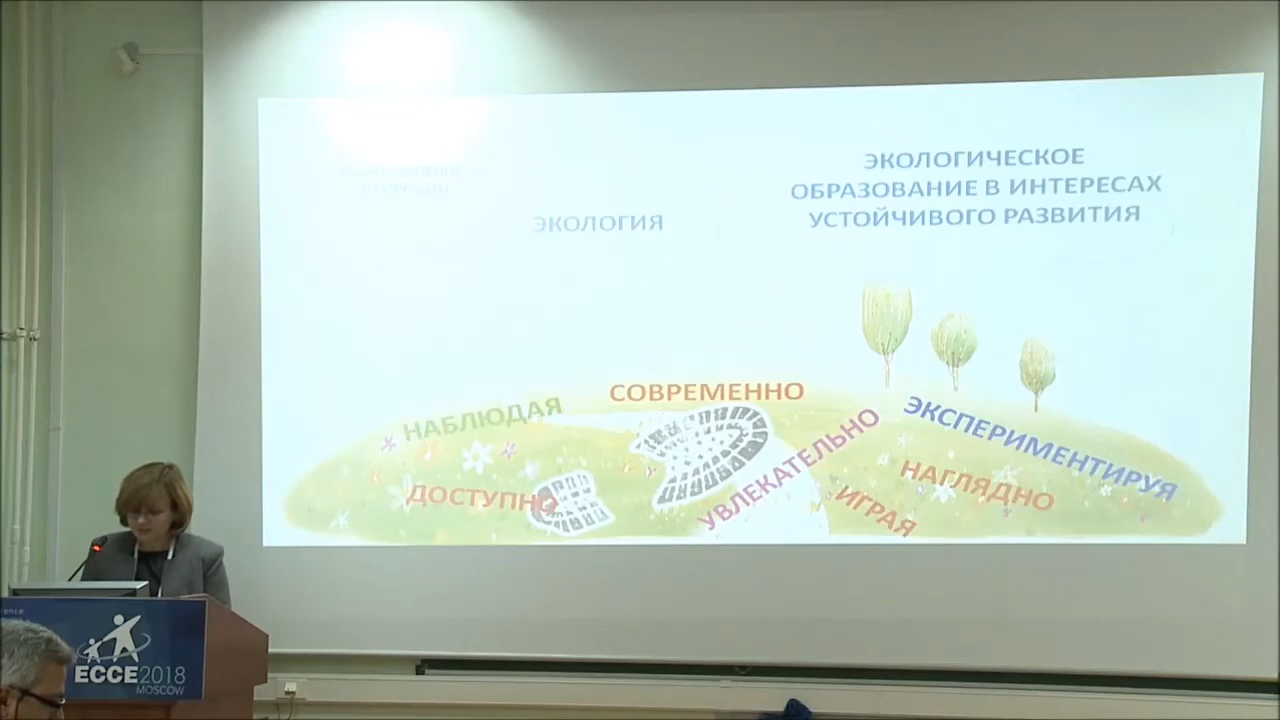 ЭКОЛОГИЧЕСКОЕ
ОБРАЗОВАНИЕ В ИНТЕРЕСАХ
УСТОЙЧИВОГО РАЗВИТИЯ
ЭКОЛОГИЯ
СОВРЕМЕННО
НАБЛЮДАЯ
ЭКСПЕРИМЕНТИРУЯ
УВЛЕКАТЕЛЬНО
ДОСТУПНО
НАГЛЯДНО
ИГРАЯ
ECCE2018
MOSCOW